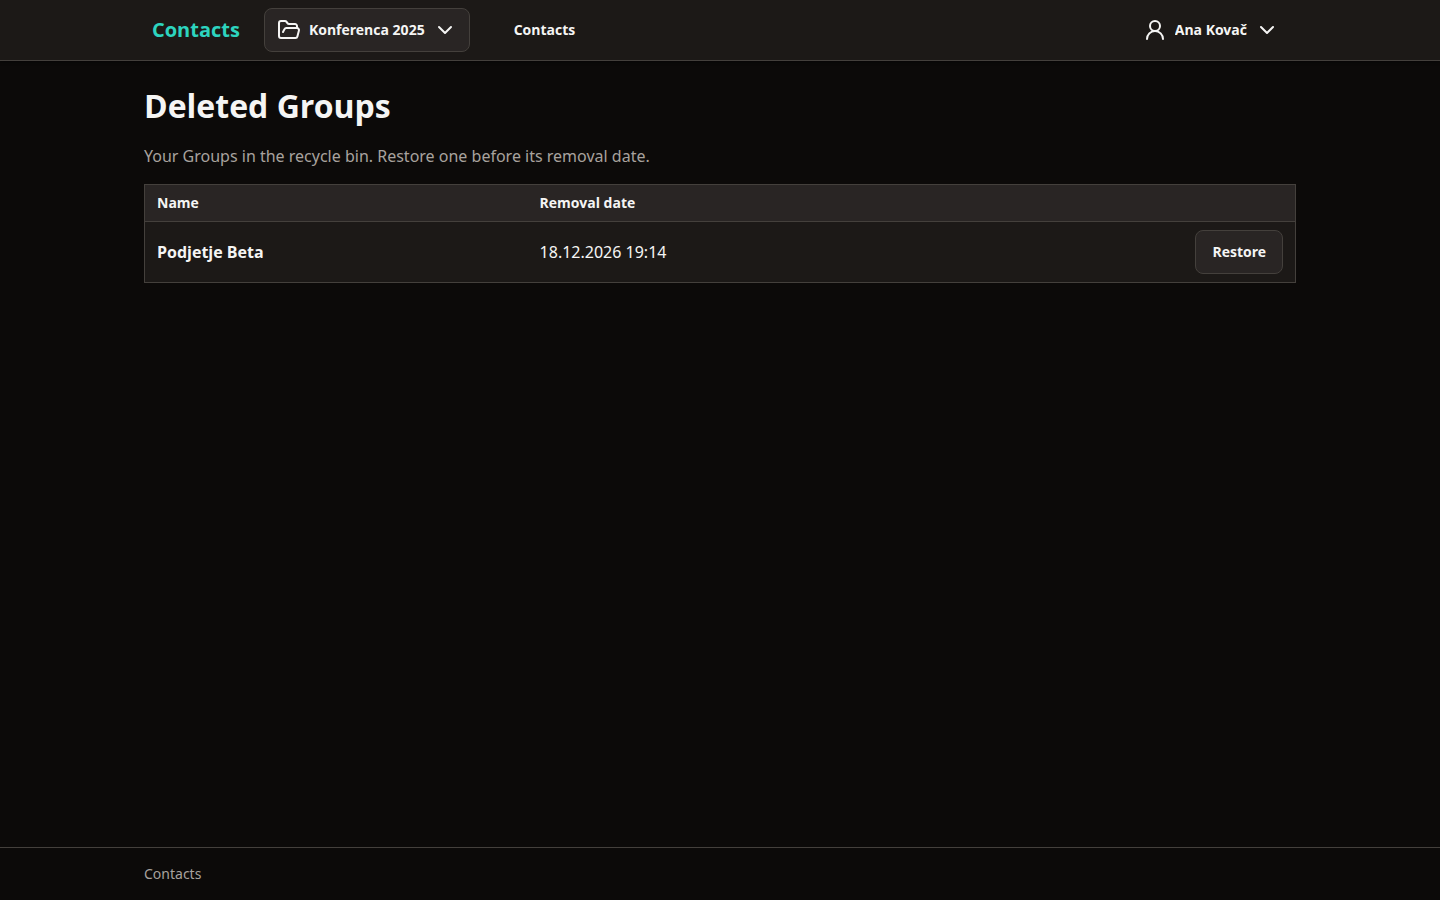 Contacts Konferenca 2025 Contacts Ana Kovač
Deleted Groups
Your Groups in the recycle bin. Restore one before its removal date.
Name Removal date
Podjetje Beta 18.12.2026 19:14 Restore
Contacts